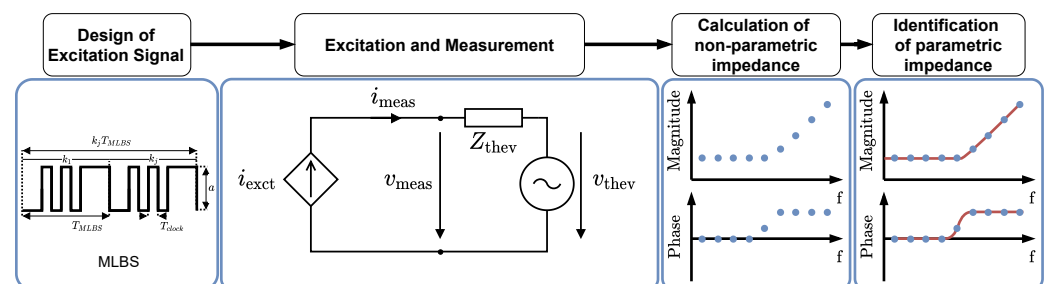 Design of
Excitation Signal
Excitation and Measurement
Calculation of
non-parametric
impedance
Identification
of parametric
impedance
k_j T_MLBS
k_1
k_j
a
T_MLBS
T_clock
MLBS
i_meas
Z_thev
i_exct
v_meas
v_thev
Magnitude
f
Phase
f
Magnitude
f
Phase
f